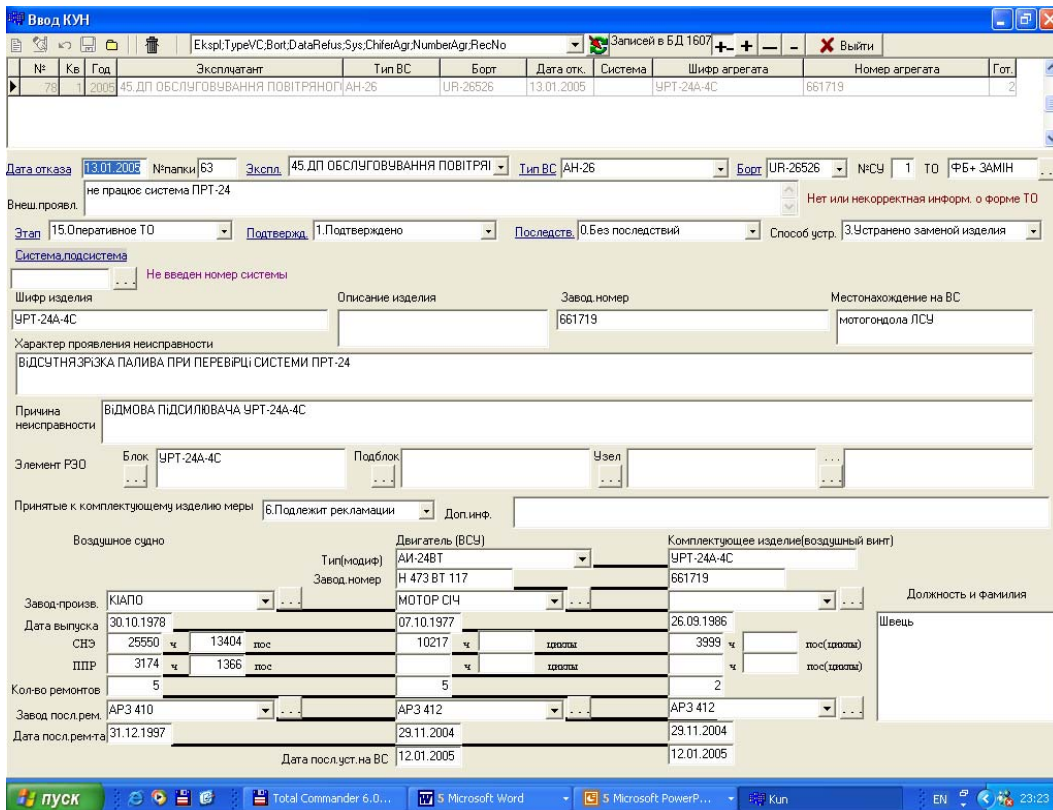 Ввод КУН
Ekspl;TypeVC;Bort;DataRefus;Sys;ChiferAgr;NumberAgr;RecNo Записей в БД 1607 Выйти
№ Кв Год Эксплуатант Тип ВС Борт Дата отк. Система Шифр агрегата Номер агрегата Гот.
78 1 2005 45.ДП ОБСЛУГОВУВАННЯ ПОВІТРЯНОГ АН-26 UR-26526 13.01.2005 УРТ-24А-4С 661719 2
Дата отказа 13.01.2005 №папки 63 Экспл. 45.ДП ОБСЛУГОВУВАННЯ ПОВІТРЯІ Тип ВС АН-26 Борт UR-26526 №СУ 1 ТО ФБ+ ЗАМІН ...
Внеш.проявл. не працює система ПРТ-24 Нет или некорректная информ. о форме ТО
Этап 15.Оперативное ТО Подтвержд. 1.Подтверждено Последств. 0.Без последствий Способ устр. 3.Устранено заменой изделия
Система,подсистема
... Не введен номер системы
Шифр изделия Описание изделия Завод.номер Местонахождение на ВС
УРТ-24А-4С 661719 мотогондола ЛСУ
Характер проявления неисправности
ВіДСУТНЯ ЗРіЗКА ПАЛИВА ПРИ ПЕРЕВіРЦі СИСТЕМИ ПРТ-24
Причина неисправности ВіДМОВА ПіДСИЛЮВАЧА УРТ-24А-4С
Элемент РЭО Блок ... УРТ-24А-4С Подблок ... Узел ... ... ...
Принятые к комплектующему изделию меры 6.Подлежит рекламации Доп.инф.
Воздушное судно Двигатель (ВСУ) Комплектующее изделие(воздушный винт)
Тип(модиф) АИ-24ВТ УРТ-24А-4С
Завод.номер Н 473 ВТ 117 661719
Завод-произв. КІАПО ... МОТОР СІЧ ... ... Должность и фамилия
Дата выпуска 30.10.1978 07.10.1977 26.09.1986 Швець
СНЭ 25550 ч 13404 пос 10217 ч циклы 3999 ч пос(циклы)
ППР 3174 ч 1366 пос ч циклы ч пос(циклы)
Кол-во ремонтов 5 5 2
Завод посл.рем. АРЗ 410 ... АРЗ 412 ... АРЗ 412 ...
Дата посл.рем-та 31.12.1997 29.11.2004 29.11.2004
Дата посл.уст.на ВС 12.01.2005 12.01.2005
пуск Total Commander 6.0... 5 Microsoft Word 5 Microsoft PowerP... Kun EN 23:23